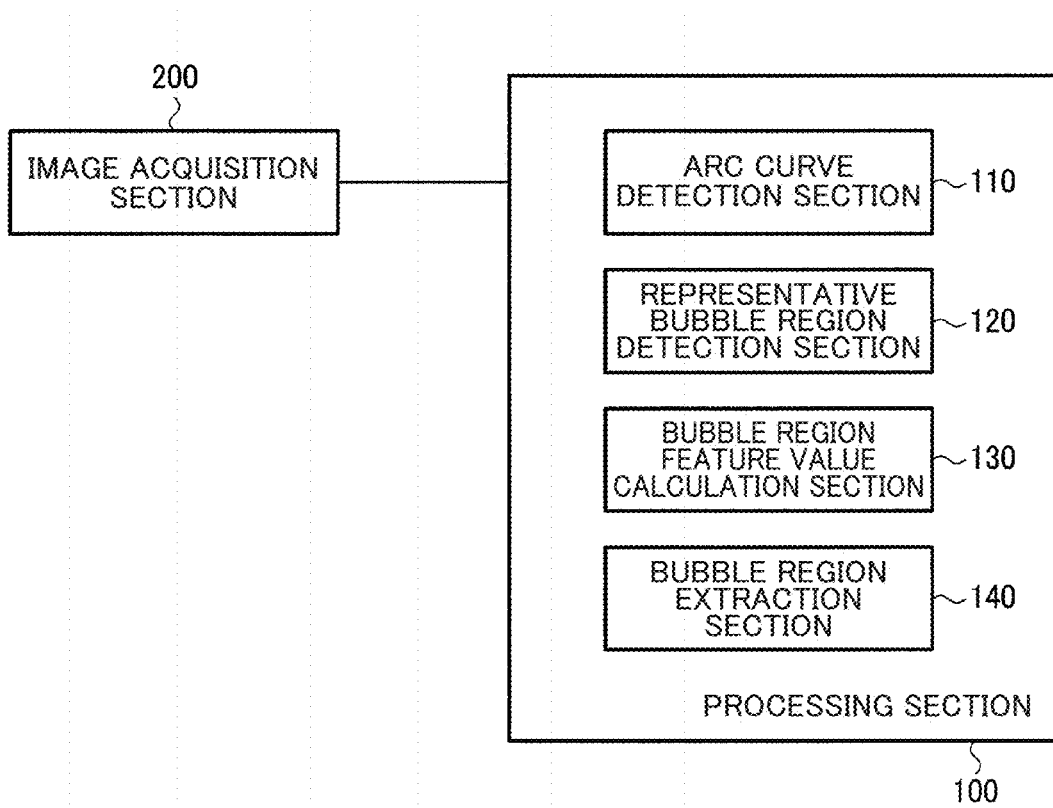 200
IMAGE ACQUISITION
SECTION
ARC CURVE
DETECTION SECTION
110
REPRESENTATIVE
BUBBLE REGION
DETECTION SECTION
120
BUBBLE REGION
FEATURE VALUE
CALCULATION SECTION
130
BUBBLE REGION
EXTRACTION
SECTION
140
PROCESSING SECTION
100